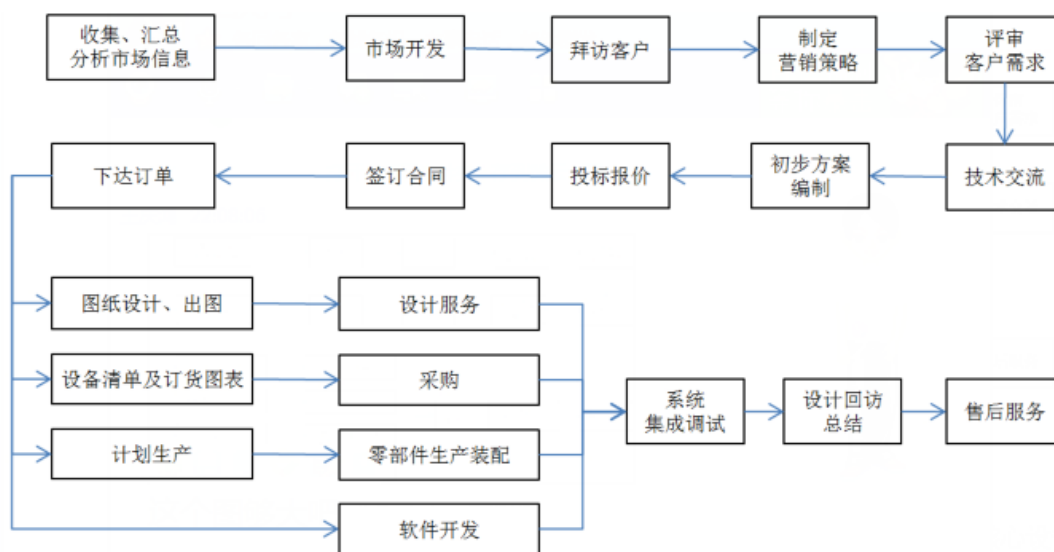 收集、汇总
分析市场信息
市场开发
拜访客户
制定
营销策略
评审
客户需求
下达订单
签订合同
投标报价
初步方案
编制
技术交流
图纸设计、出图
设计服务
设备清单及订货图表
采购
系统
集成调试
设计回访
总结
售后服务
计划生产
零部件生产装配
软件开发